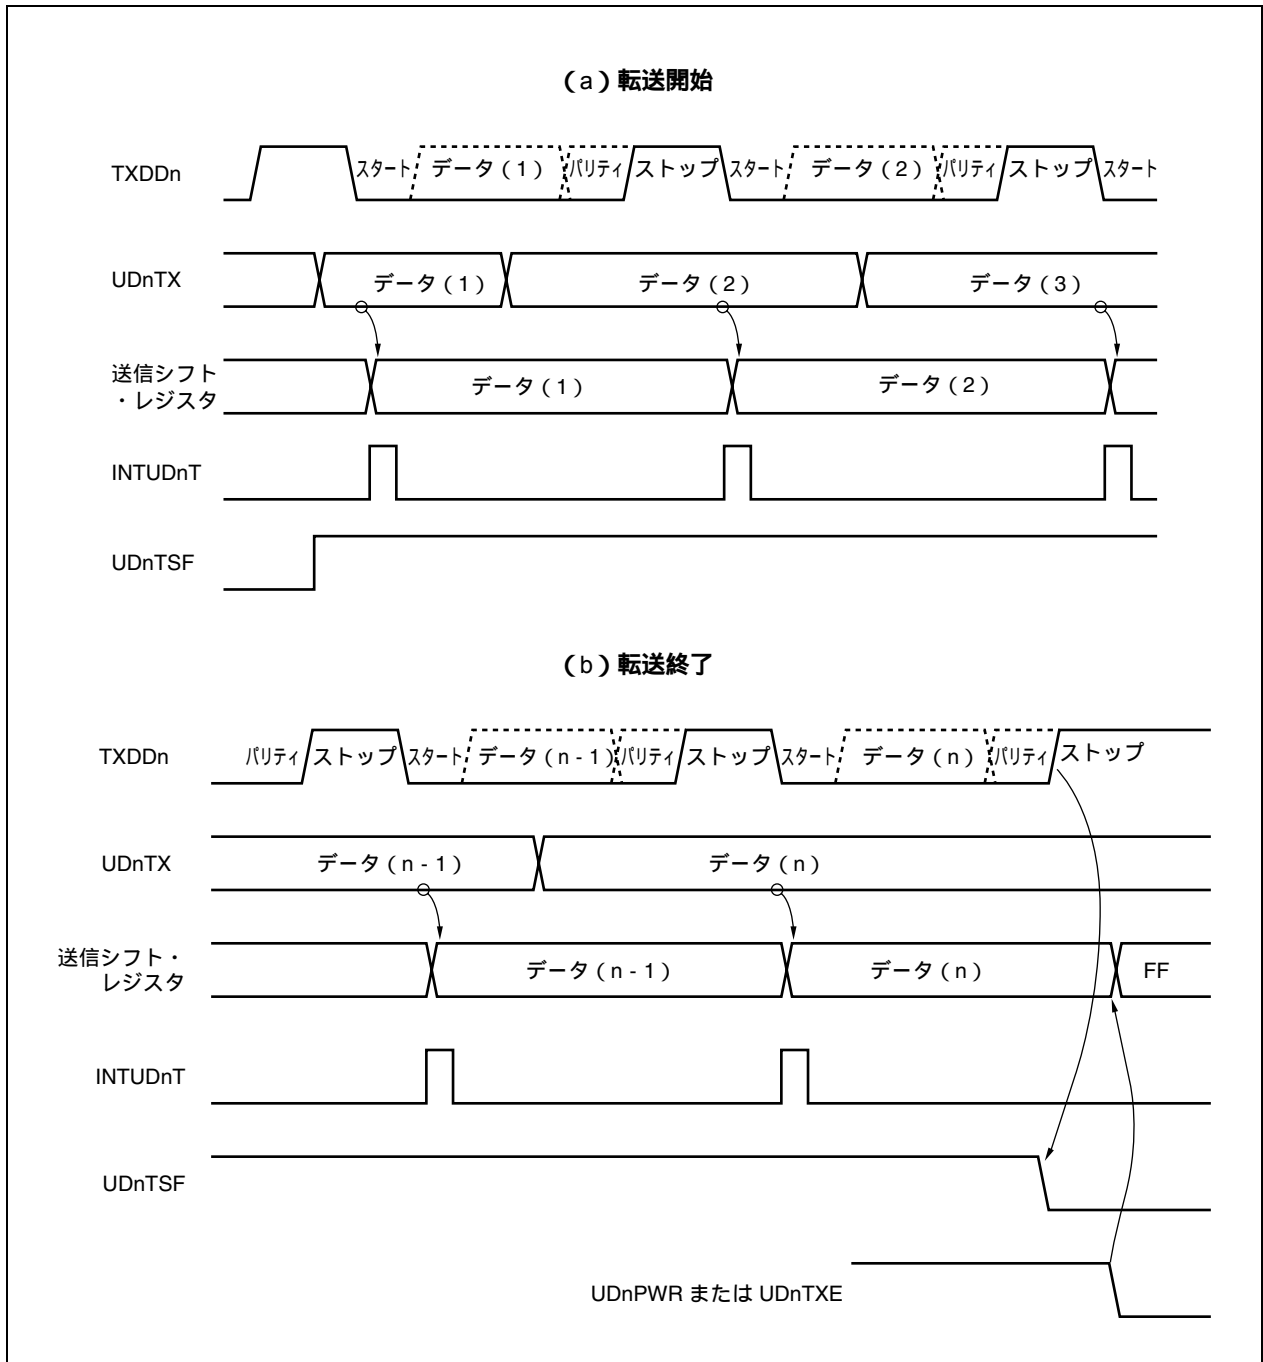 （a）転送開始
TXDDn スタート データ（1） パリティ ストップ スタート データ（2） パリティ ストップ スタート
UDnTX データ（1） データ（2） データ（3）
送信シフト
・レジスタ
データ（1） データ（2）
INTUDnT
UDnTSF
（b）転送終了
TXDDn パリティ ストップ スタート データ（n - 1） パリティ ストップ スタート データ（n） パリティ ストップ
UDnTX データ（n - 1） データ（n）
送信シフト・
レジスタ
データ（n - 1） データ（n） FF
INTUDnT
UDnTSF
UDnPWR または UDnTXE